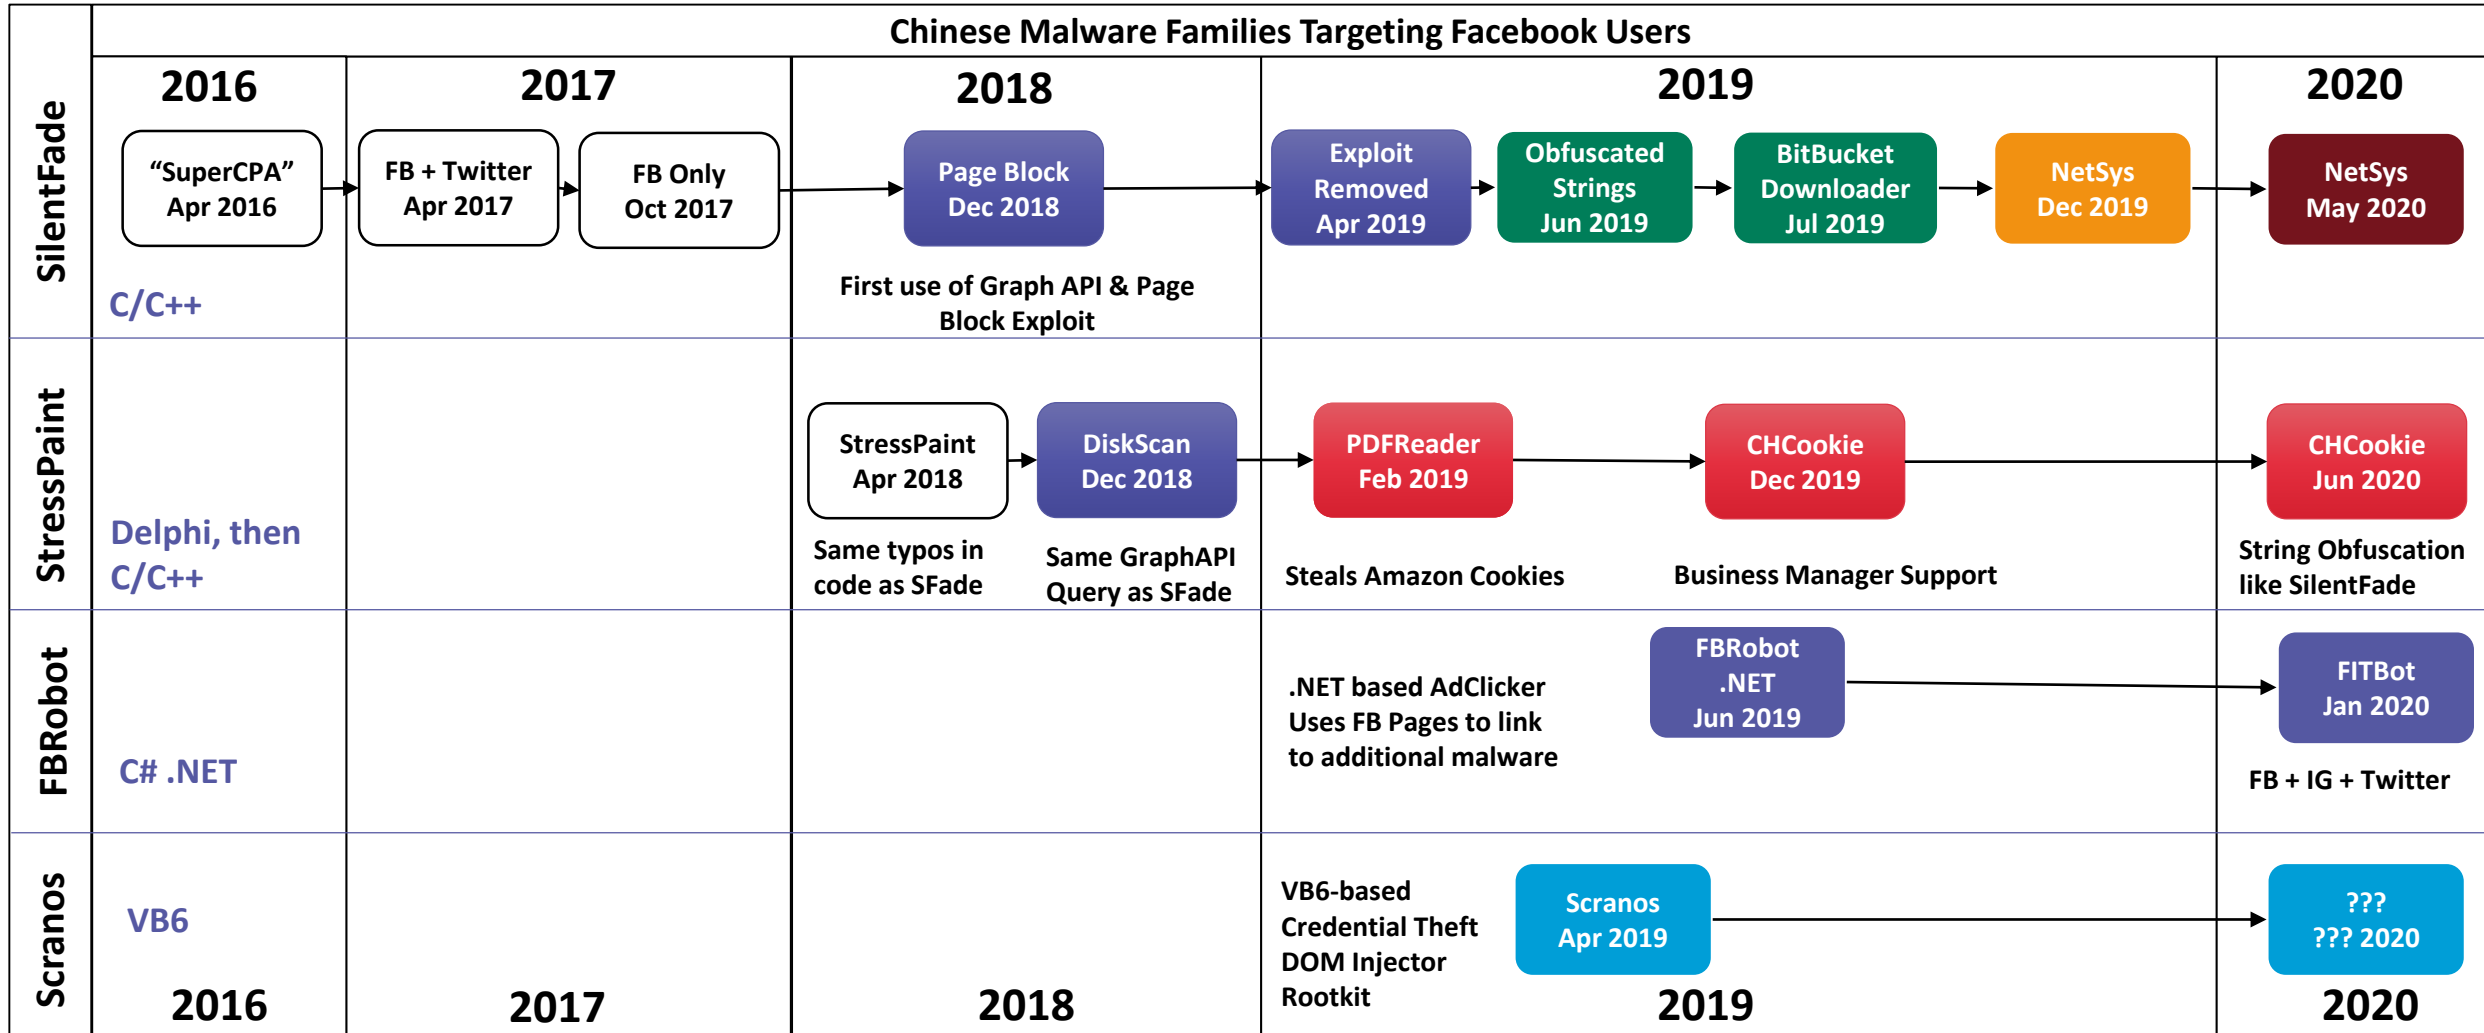 Chinese Malware Families Targeting Facebook Users
2016
2017
2018
2019
2020
SilentFade
“SuperCPA”
Apr 2016
FB + Twitter
Apr 2017
FB Only
Oct 2017
Page Block
Dec 2018
Exploit
Removed
Apr 2019
Obfuscated
Strings
Jun 2019
BitBucket
Downloader
Jul 2019
NetSys
Dec 2019
NetSys
May 2020
C/C++
First use of Graph API & Page
Block Exploit
StressPaint
Delphi, then
C/C++
StressPaint
Apr 2018
DiskScan
Dec 2018
PDFReader
Feb 2019
CHCookie
Dec 2019
CHCookie
Jun 2020
Same typos in
code as SFade
Same GraphAPI
Query as SFade
Steals Amazon Cookies
Business Manager Support
String Obfuscation
like SilentFade
FBRobot
C# .NET
.NET based AdClicker
Uses FB Pages to link
to additional malware
FBRobot
.NET
Jun 2019
FITBot
Jan 2020
FB + IG + Twitter
Scranos
VB6
VB6-based
Credential Theft
DOM Injector
Rootkit
Scranos
Apr 2019
???
??? 2020
2016
2017
2018
2019
2020